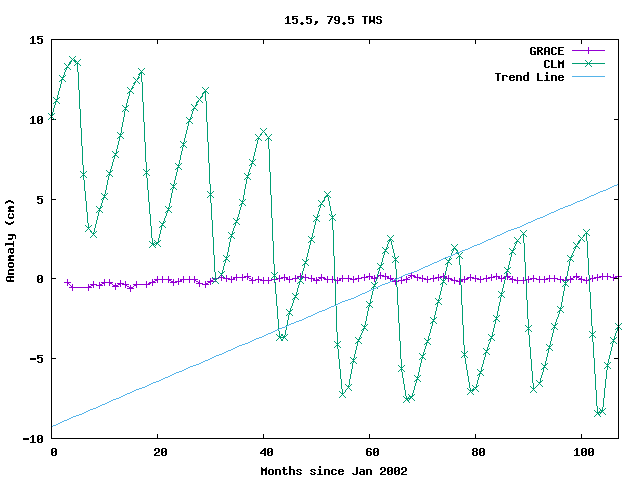 15.5, 79.5 TWS
GRACE
CLM
Trend Line
15
10
5
0
-5
-10
Anomaly (cm)
0 20 40 60 80 100
Months since Jan 2002